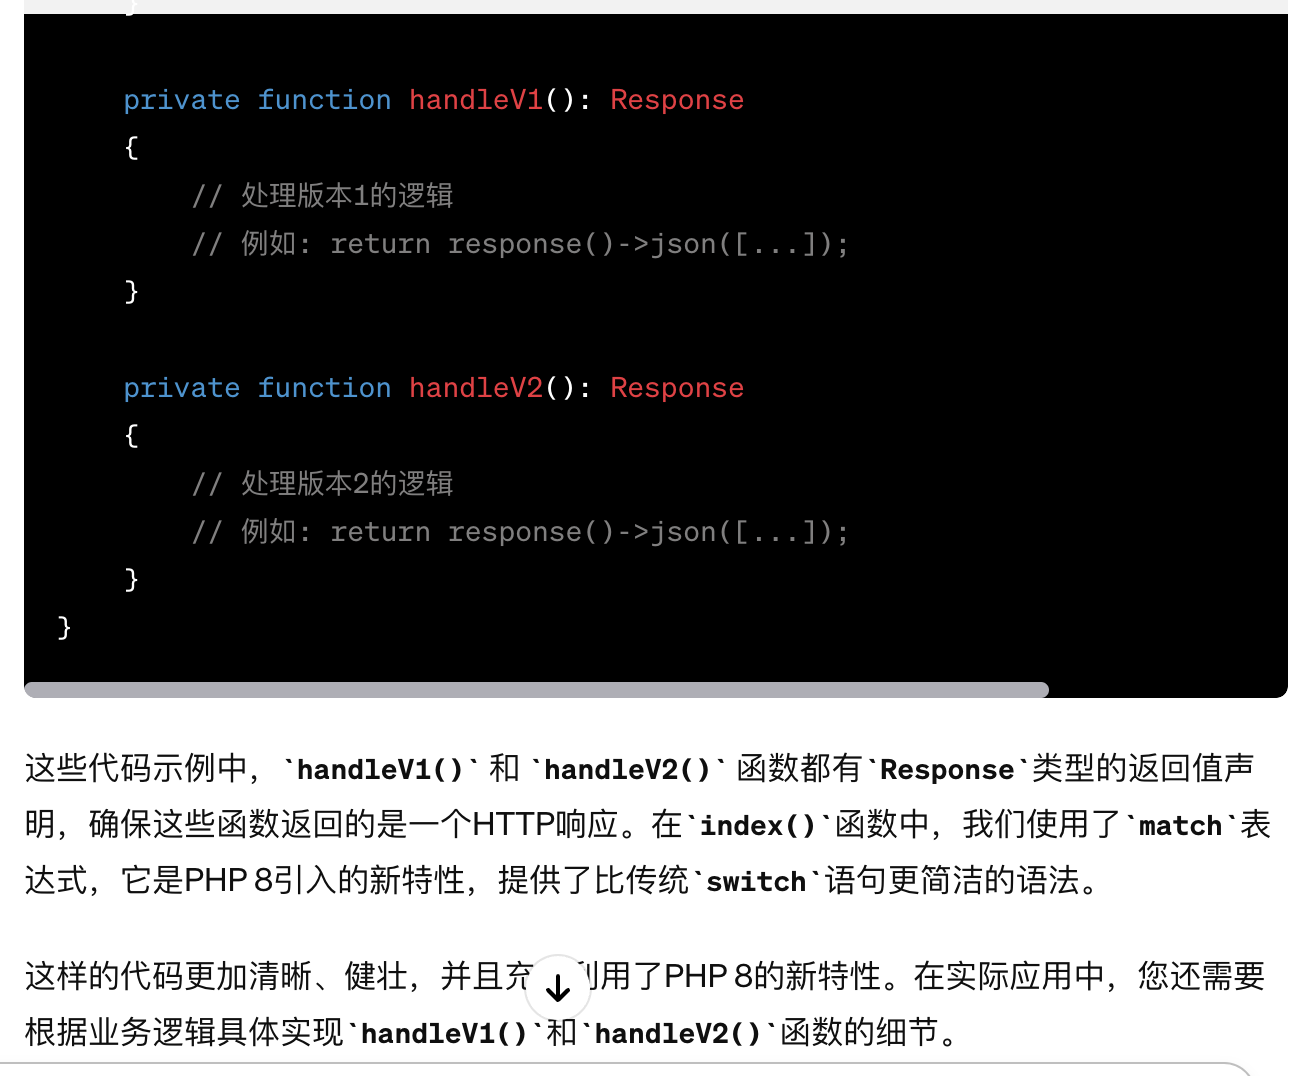 }
private function handleV1(): Response
{
// 处理版本1的逻辑
// 例如: return response()->json([...]);
}
private function handleV2(): Response
{
// 处理版本2的逻辑
// 例如: return response()->json([...]);
}
}
这些代码示例中，`handleV1()` 和 `handleV2()` 函数都有`Response`类型的返回值声
明，确保这些函数返回的是一个HTTP响应。在`index()`函数中，我们使用了`match`表
达式，它是PHP 8引入的新特性，提供了比传统`switch`语句更简洁的语法。
这样的代码更加清晰、健壮，并且充 利用了PHP 8的新特性。在实际应用中，您还需要
根据业务逻辑具体实现`handleV1()`和`handleV2()`函数的细节。